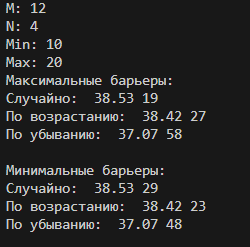 M: 12
N: 4
Min: 10
Max: 20
Максимальные барьеры:
Случайно:  38.53 19
По возрастанию:  38.42 27
По убыванию:  37.07 58

Минимальные барьеры:
Случайно:  38.53 29
По возрастанию:  38.42 23
По убыванию:  37.07 48